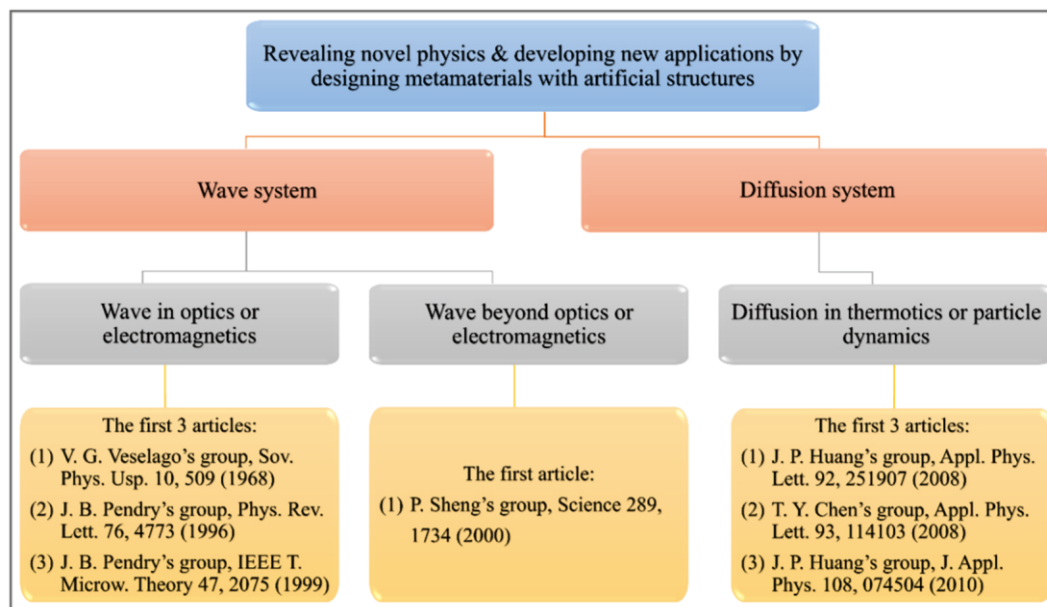 Revealing novel physics & developing new applications by
designing metamaterials with artificial structures
Wave system
Diffusion system
Wave in optics or
electromagnetics
Wave beyond optics or
electromagnetics
Diffusion in thermotics or particle
dynamics
The first 3 articles:
(1) V. G. Veselago’s group, Sov.
Phys. Usp. 10, 509 (1968)
(2) J. B. Pendry’s group, Phys. Rev.
Lett. 76, 4773 (1996)
(3) J. B. Pendry’s group, IEEE T.
Microw. Theory 47, 2075 (1999)
The first article:
(1) P. Sheng’s group, Science 289,
1734 (2000)
The first 3 articles:
(1) J. P. Huang’s group, Appl. Phys.
Lett. 92, 251907 (2008)
(2) T. Y. Chen’s group, Appl. Phys.
Lett. 93, 114103 (2008)
(3) J. P. Huang’s group, J. Appl.
Phys. 108, 074504 (2010)